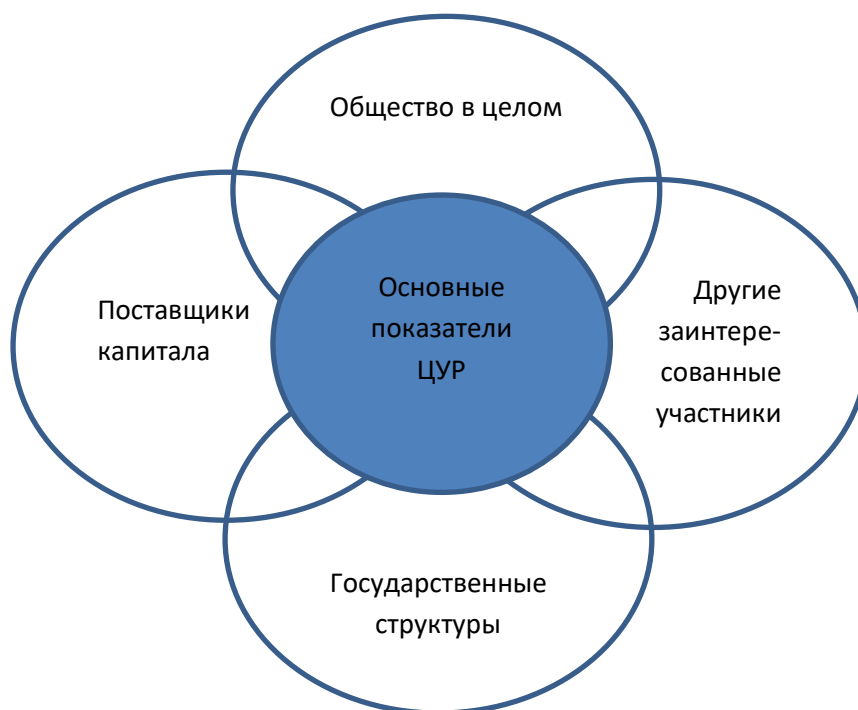 Общество в целом
Поставщики
капитала
Основные
показатели
ЦУР
Другие
заинтере-
сованные
участники
Государственные
структуры